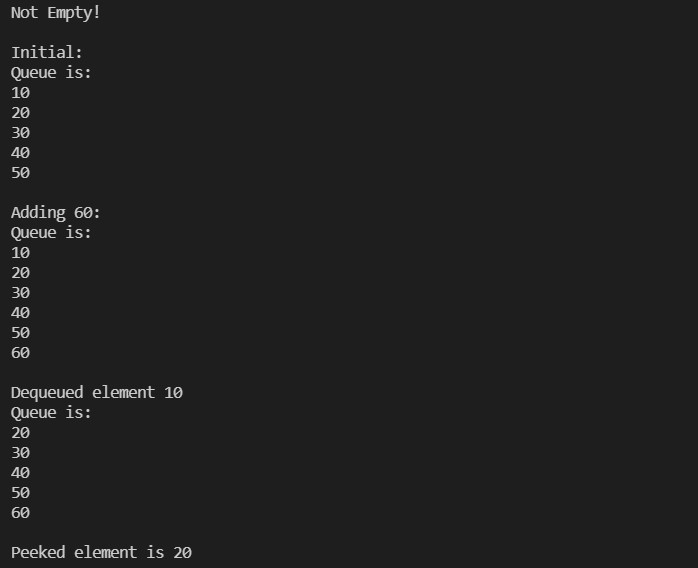 Not Empty!
Initial:
Queue is:
10
20
30
40
50
Adding 60:
Queue is:
10
20
30
40
50
60
Dequeued element 10
Queue is:
20
30
40
50
60
Peeked element is 20